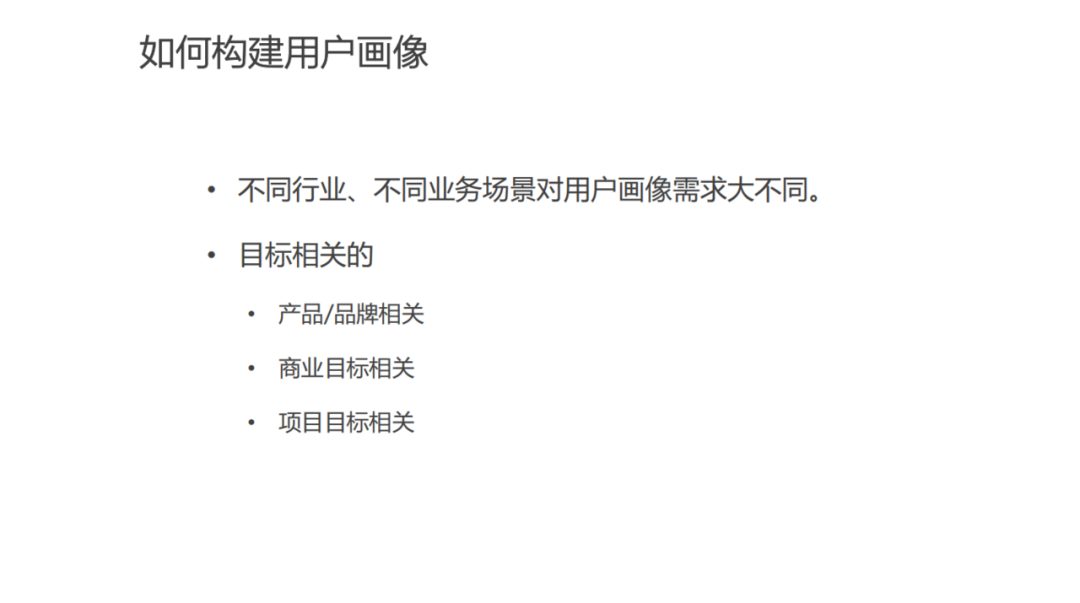 如何构建用户画像
• 不同行业、不同业务场景对用户画像需求大不同。
• 目标相关的
• 产品/品牌相关
• 商业目标相关
• 项目目标相关